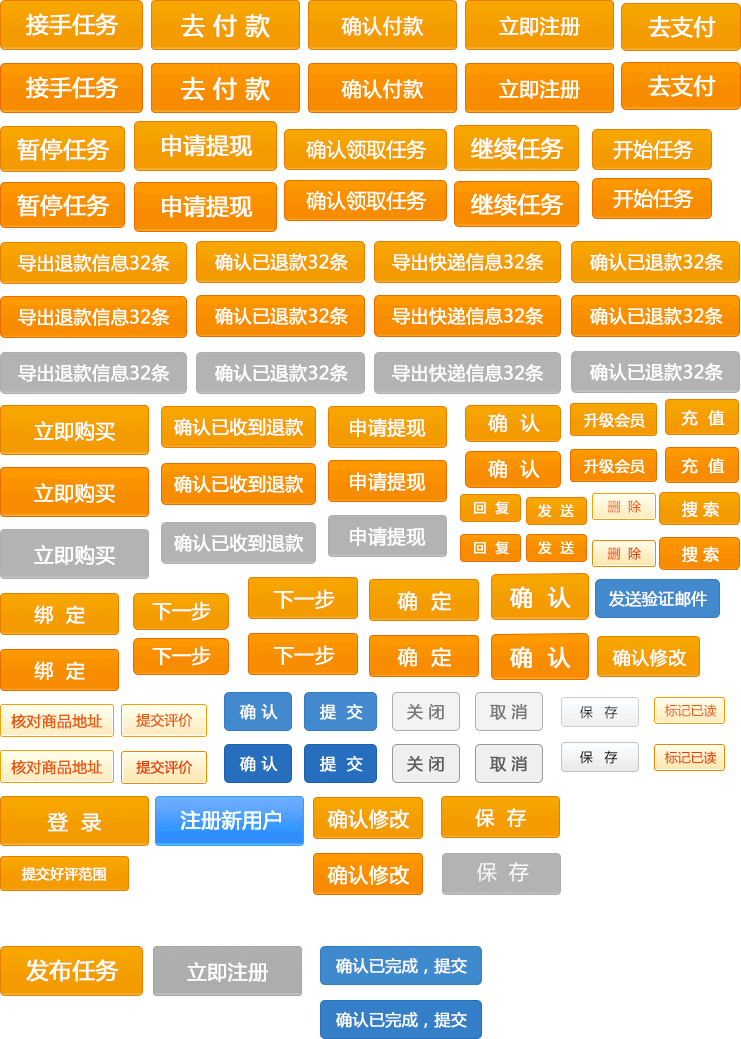 接手任务 去 付 款 确认付款 立即注册 去支付
接手任务 去 付 款 确认付款 立即注册 去支付
暂停任务 申请提现 确认领取任务 继续任务 开始任务
暂停任务 申请提现 确认领取任务 继续任务 开始任务
导出退款信息32条 确认已退款32条 导出快递信息32条 确认已退款32条
导出退款信息32条 确认已退款32条 导出快递信息32条 确认已退款32条
导出退款信息32条 确认已退款32条 导出快递信息32条 确认已退款32条
立即购买 确认已收到退款 申请提现 确 认 升级会员 充 值
立即购买 确认已收到退款 申请提现 确 认 升级会员 充 值
回 复 发 送 删 除 搜 索
立即购买 确认已收到退款 申请提现 回 复 发 送 删 除 搜 索
绑 定 下一步 下一步 确 定 确 认 发送验证邮件
绑 定 下一步 下一步 确 定 确 认 确认修改
核对商品地址 提交评价 确 认 提 交 关 闭 取 消 保 存 标记已读
核对商品地址 提交评价 确 认 提 交 关 闭 取 消 保 存 标记已读
登 录 注册新用户 确认修改 保 存
提交好评范围 确认修改 保 存
发布任务 立即注册 确认已完成，提交
确认已完成，提交